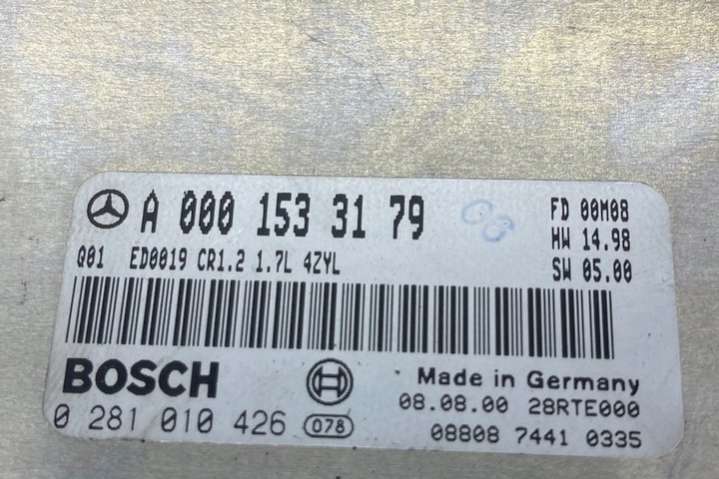 A 000 153 31 79
FD 00M08
HW 14.98
SW 05.00
Q01 ED0019 CR1.2 1.7L 4ZYL
BOSCH
Made in Germany
0 281 010 426 078
08.08.00 28RTE000
08808 7441 0335